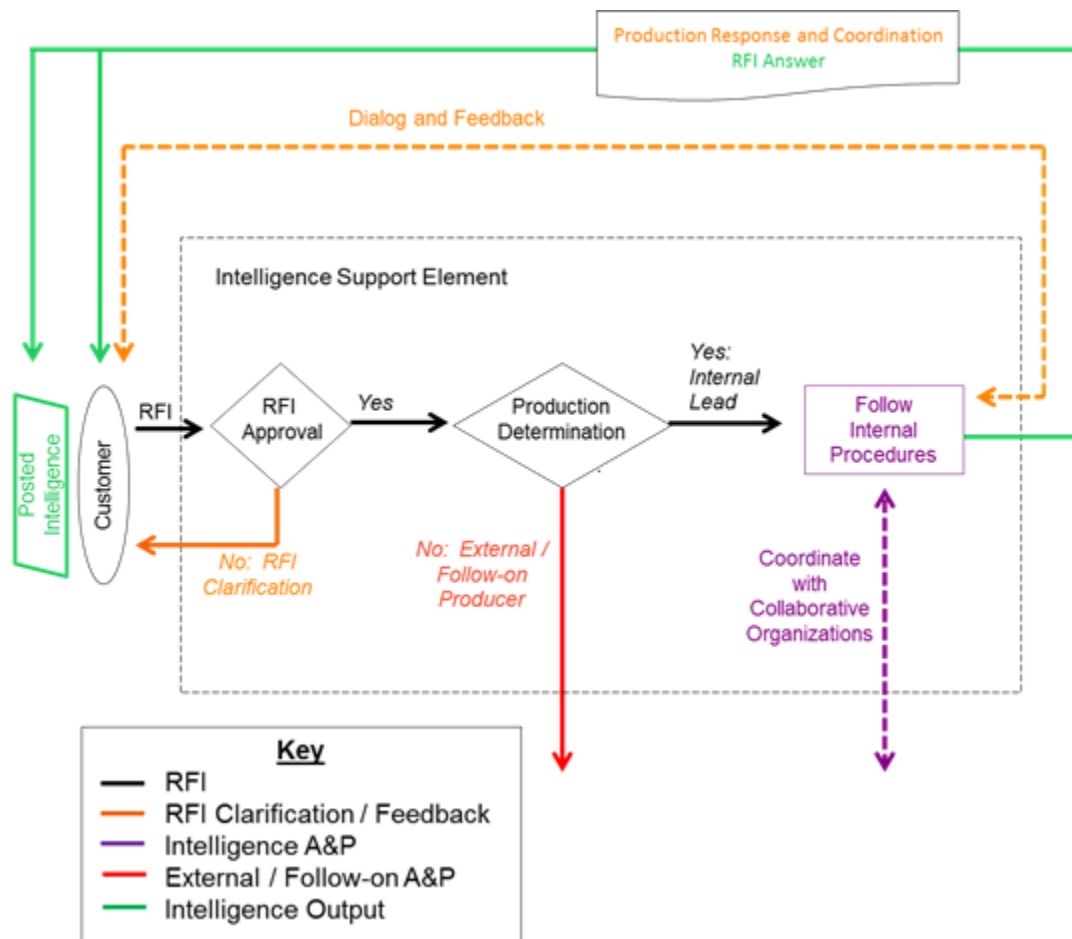 Production Response and Coordination
RFI Answer
Dialog and Feedback
Intelligence Support Element
Posted
Intelligence
Customer
RFI
RFI
Approval
Yes
Production
Determination
Yes:
Internal
Lead
Follow
Internal
Procedures
No: RFI
Clarification
No: External /
Follow-on
Producer
Coordinate
with
Collaborative
Organizations
Key
RFI
RFI Clarification / Feedback
Intelligence A&P
External / Follow-on A&P
Intelligence Output